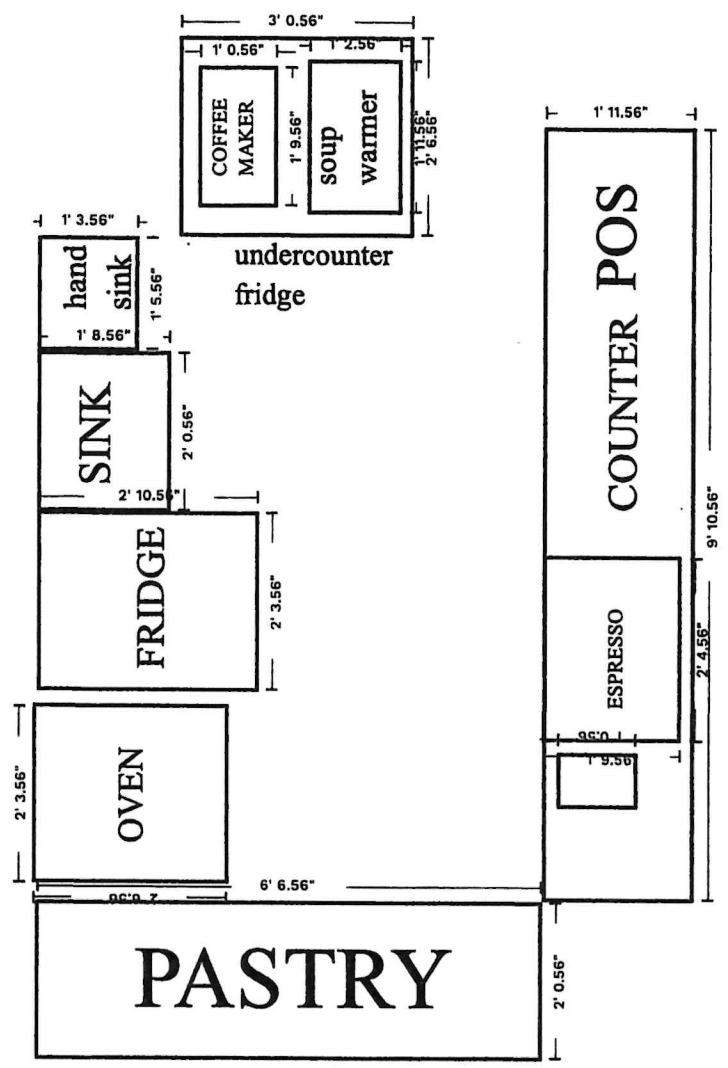 3' 0.56"
1' 0.56"
1' 2.56"
COFFEE
MAKER
1' 9.56"
soup
warmer
1' 11.56"
2' 6.56"
undercounter
fridge
1' 11.56"
POS
COUNTER
9' 10.56"
1' 3.56"
hand
sink
1' 5.56"
1' 8.56"
SINK
2' 0.56"
2' 10.56"
FRIDGE
2' 3.56"
ESPRESSO
2' 4.56"
1' 9.56"
OVEN
2' 3.56"
6' 6.56"
PASTRY
2' 0.56"